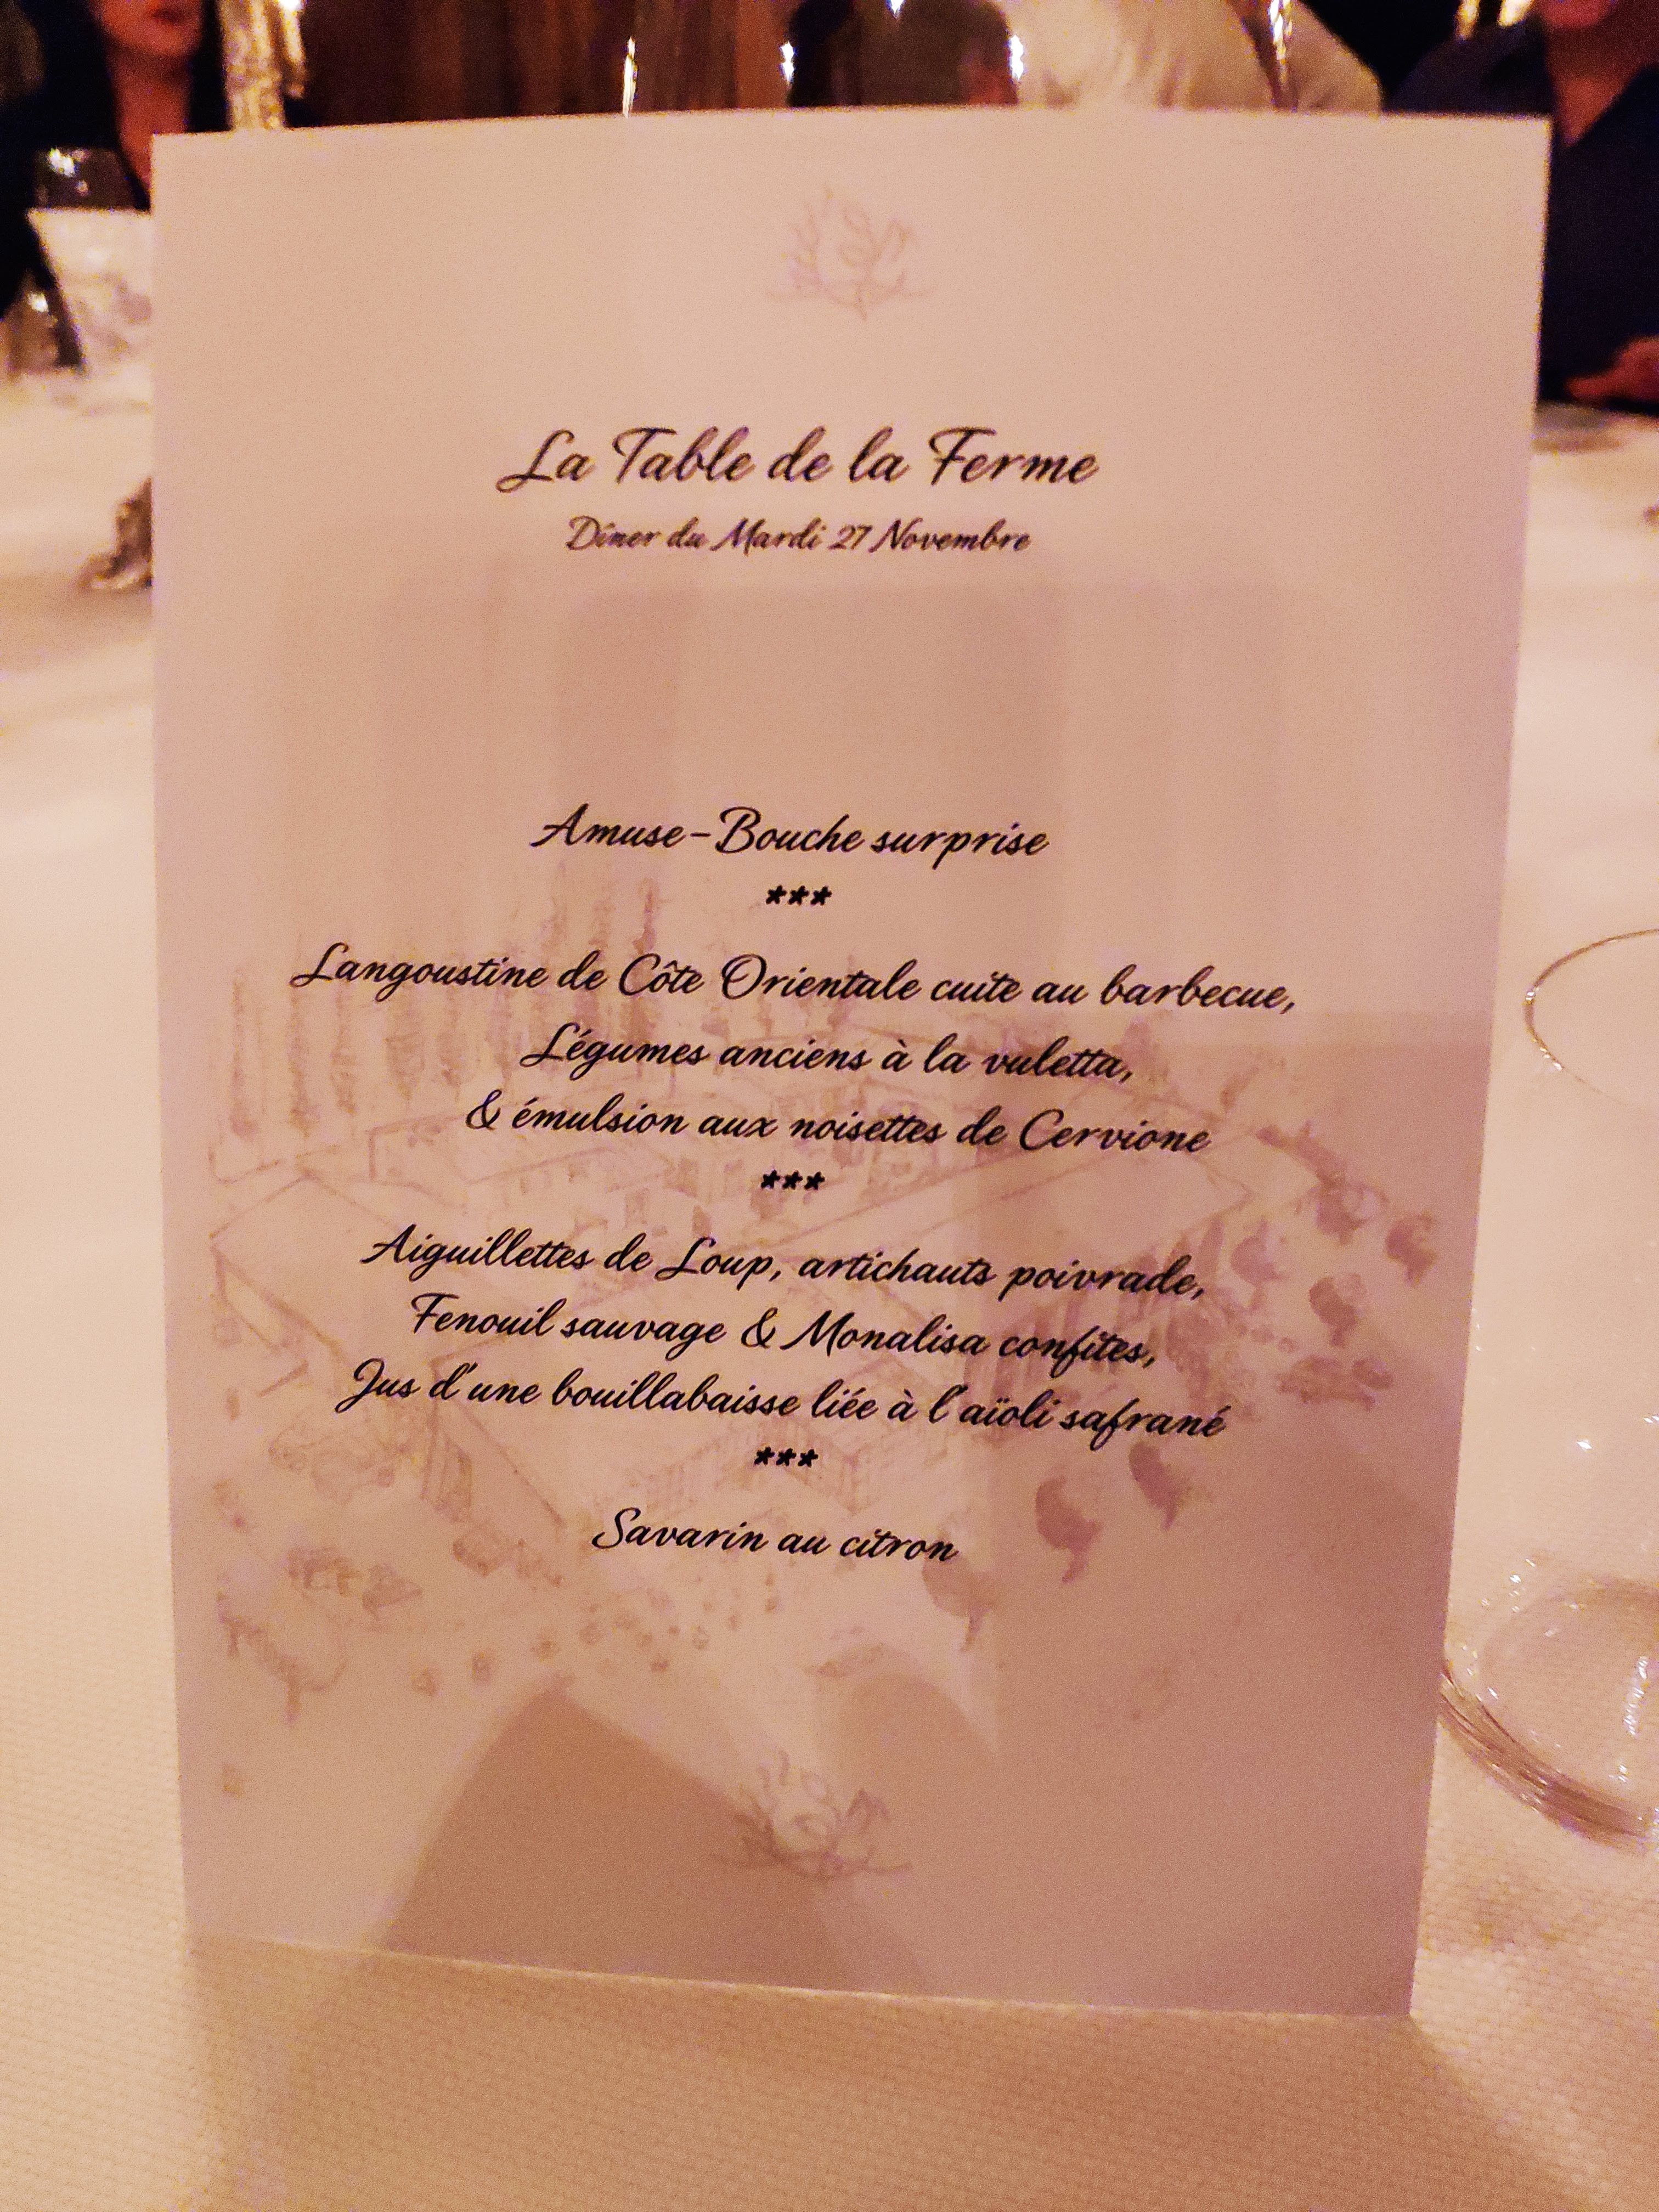 La Table de la Ferme
Dîner du Mardi 27 Novembre
Amuse-Bouche surprise
***
Langoustine de Côte Orientale cuite au barbecue,
Légumes anciens à la vuletta,
& émulsion aux noisettes de Cervione
***
Aiguillettes de Loup, artichauts poivrade,
Fenouil sauvage & Monalisa confites,
Jus d'une bouillabaisse liée à l'aïoli safrané
***
Savarin au citron